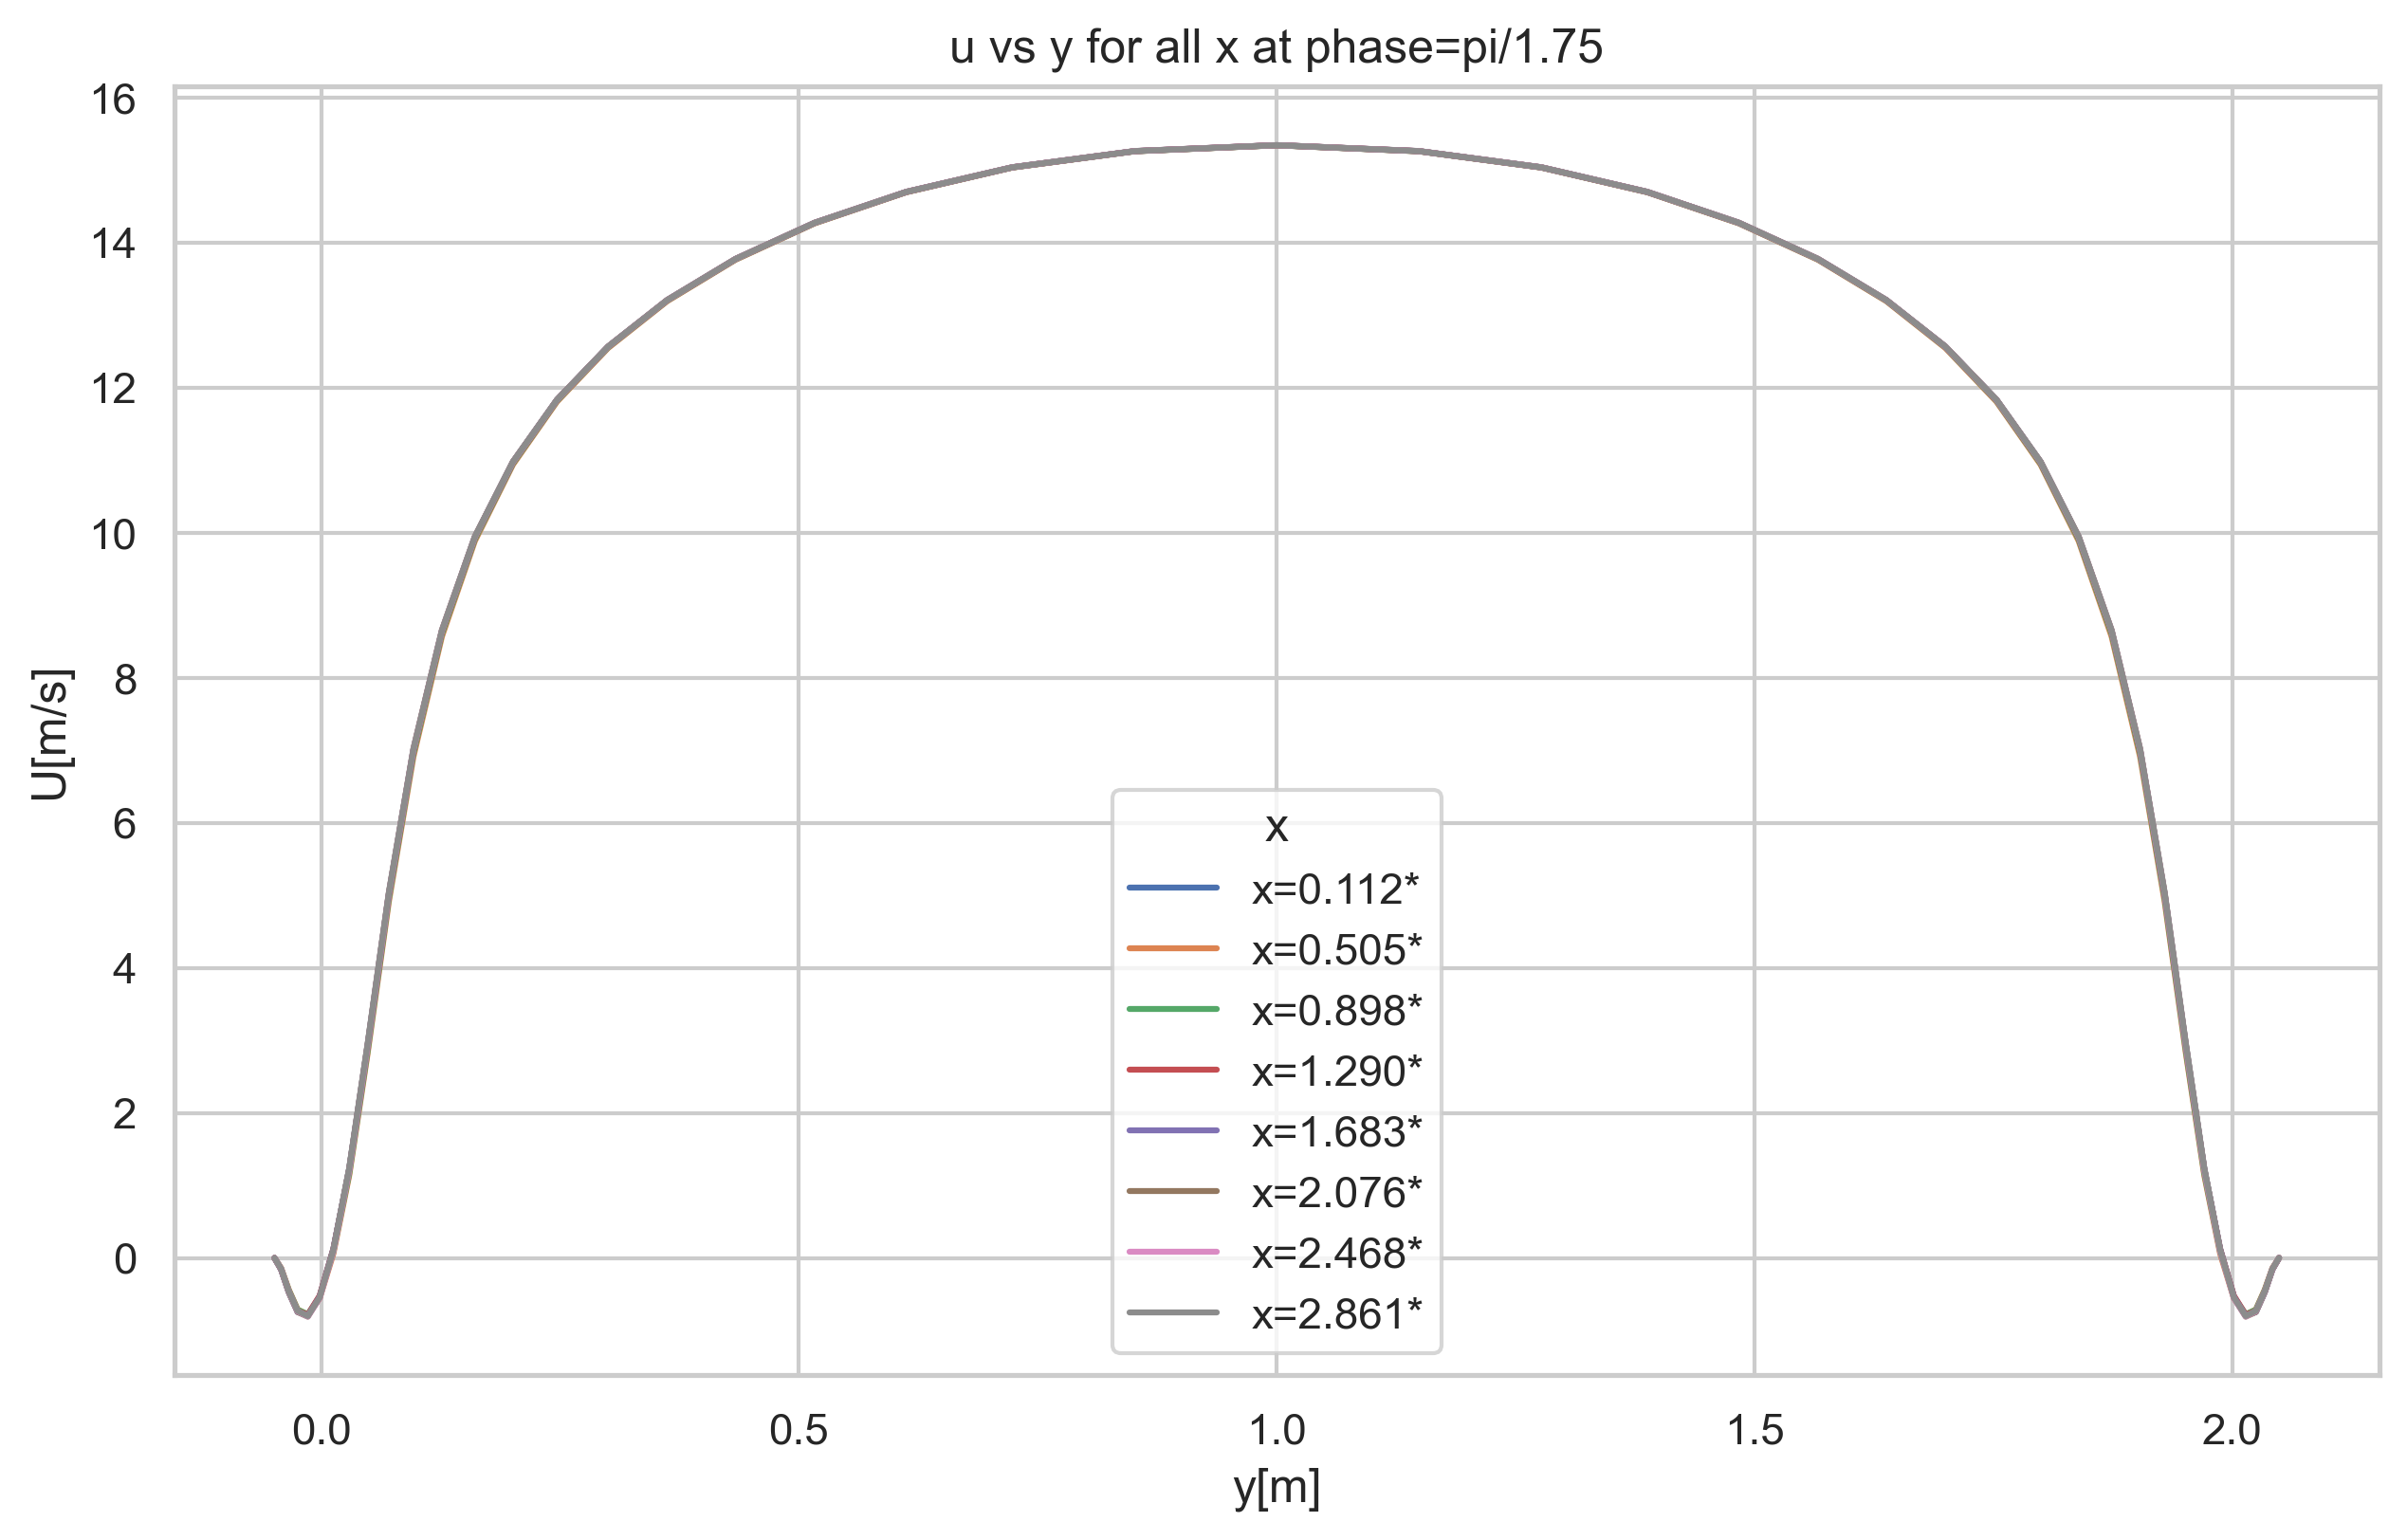 u vs y for all x at phase=pi/1.75
16
14
12
10
8
6
4
2
0
U[m/s]
x
x=0.112*
x=0.505*
x=0.898*
x=1.290*
x=1.683*
x=2.076*
x=2.468*
x=2.861*
0.0 0.5 1.0 1.5 2.0
y[m]